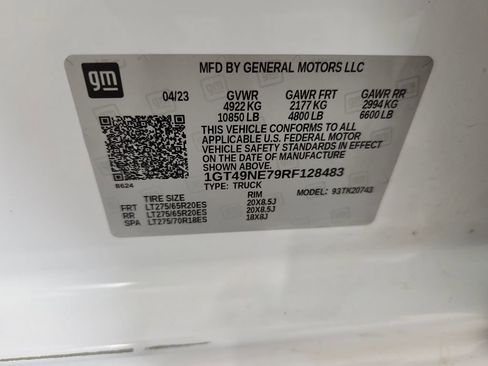 gm
MFD BY GENERAL MOTORS LLC
04/23 GVWR GAWR FRT GAWR RR
4922 KG 2177 KG 2994 KG
10850 LB 4800 LB 6600 LB
THIS VEHICLE CONFORMS TO ALL
APPLICABLE U.S. FEDERAL MOTOR
VEHICLE SAFETY STANDARDS IN EFFECT
ON THE DATE OF MANUFACTURE
SHOWN ABOVE.
1GT49NE79RF128483
B624 TYPE: TRUCK MODEL: 93TK20743
TIRE SIZE RIM
FRT LT275/65R20ES 20X8.5J
RR LT275/65R20ES 20X8.5J
SPA LT275/70R18ES 18X8J